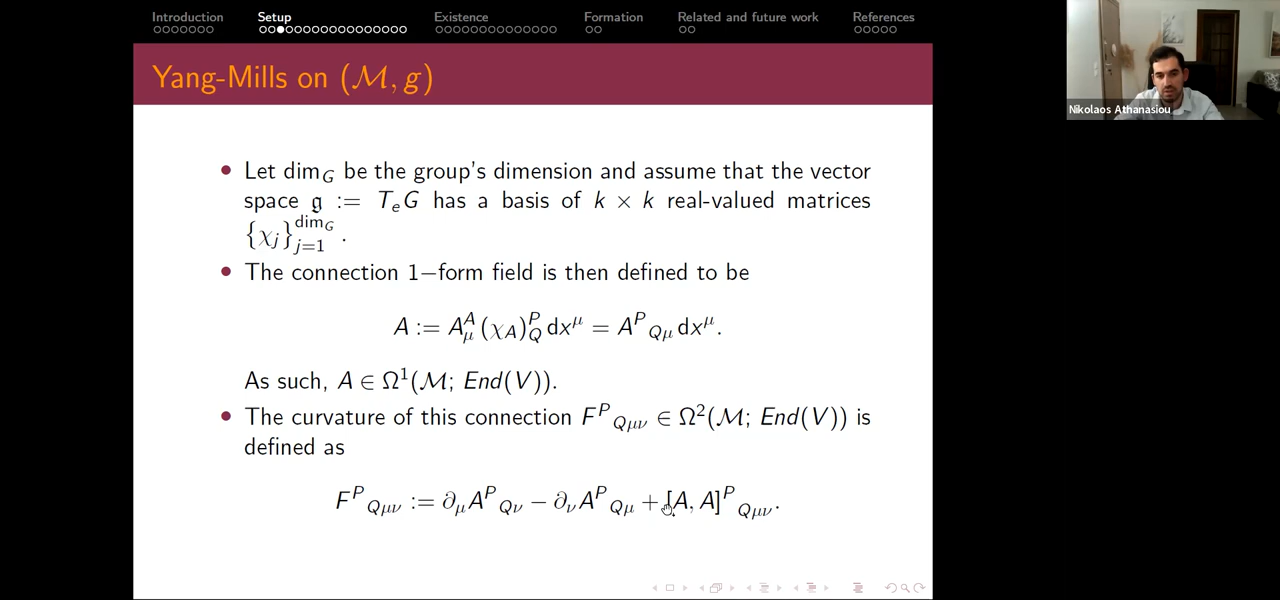 Introduction Setup Existence Formation Related and future work References
Yang-Mills on (ℳ, g)
Nikolaos Athanasiou
• Let dim_G be the group's dimension and assume that the vector
space 𝔤 := T_eG has a basis of k × k real-valued matrices
{χ_j}_{j=1}^{dim_G} .
• The connection 1−form field is then defined to be
A := A^A_μ (χ_A)^P_Q dx^μ = A^P_{Qμ} dx^μ.
As such, A ∈ Ω^1(ℳ; End(V)).
• The curvature of this connection F^P_{Qμν} ∈ Ω^2(ℳ; End(V)) is
defined as
F^P_{Qμν} := ∂_μ A^P_{Qν} − ∂_ν A^P_{Qμ} + [A, A]^P_{Qμν}.